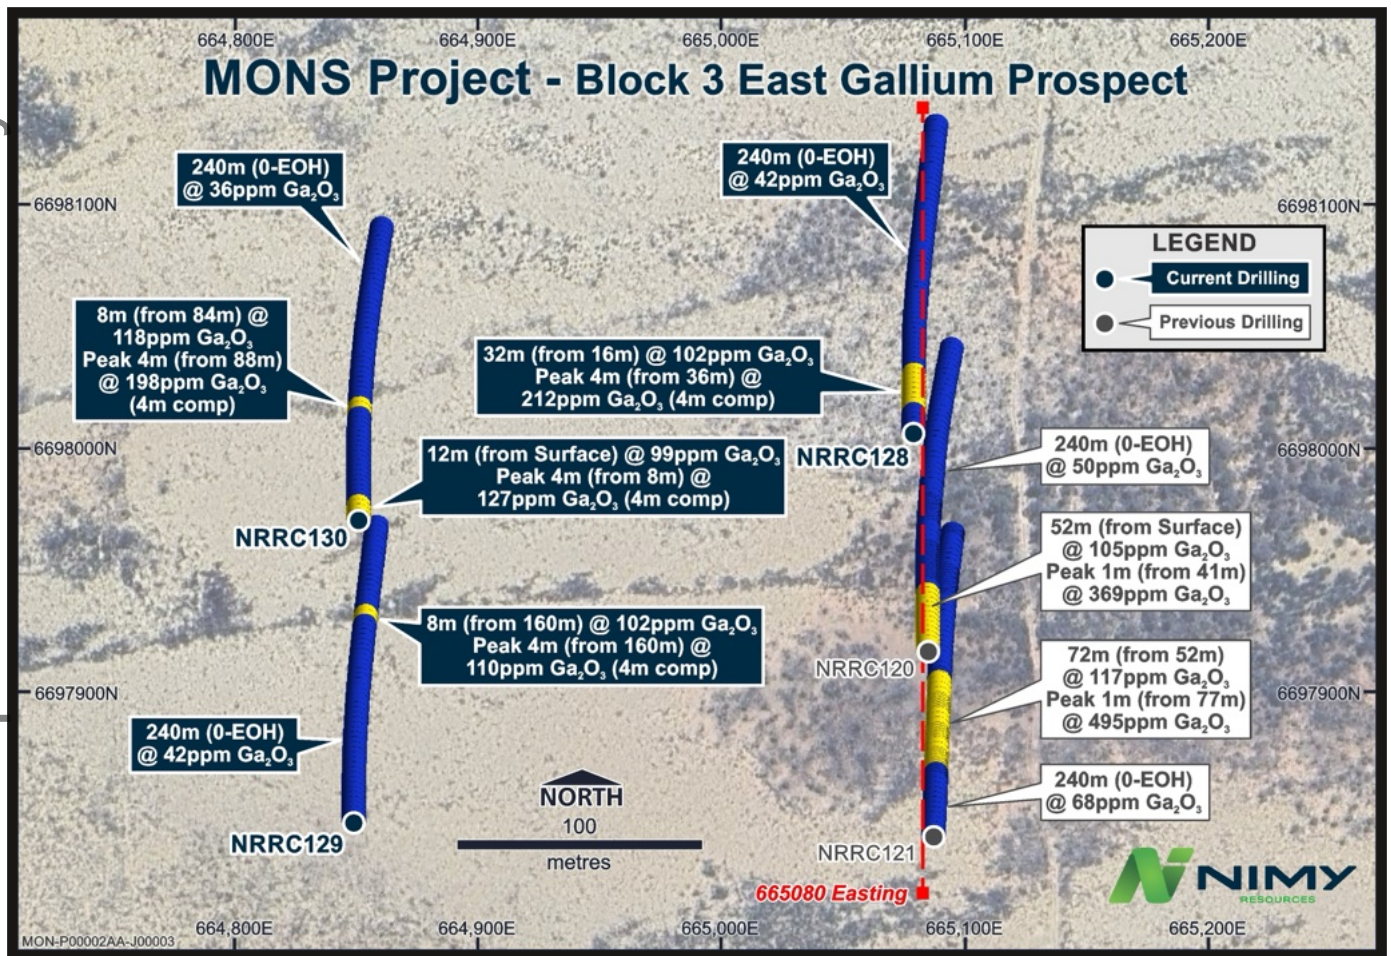 664,800E
664,900E
665,000E
665,100E
665,200E
MONS Project - Block 3 East Gallium Prospect
240m (0-EOH)
@ 36ppm Ga₂O₃
240m (0-EOH)
@ 42ppm Ga₂O₃
6698100N
6698100N
LEGEND
Current Drilling
Previous Drilling
8m (from 84m) @
118ppm Ga₂O₃
Peak 4m (from 88m)
@ 198ppm Ga₂O₃
(4m comp)
32m (from 16m) @ 102ppm Ga₂O₃
Peak 4m (from 36m) @
212ppm Ga₂O₃ (4m comp)
6698000N
6698000N
12m (from Surface) @ 99ppm Ga₂O₃
Peak 4m (from 8m) @
127ppm Ga₂O₃ (4m comp)
NRRC128
240m (0-EOH)
@ 50ppm Ga₂O₃
NRRC130
52m (from Surface)
@ 105ppm Ga₂O₃
Peak 1m (from 41m)
@ 369ppm Ga₂O₃
8m (from 160m) @ 102ppm Ga₂O₃
Peak 4m (from 160m) @
110ppm Ga₂O₃ (4m comp)
NRRC120
72m (from 52m)
@ 117ppm Ga₂O₃
Peak 1m (from 77m)
@ 495ppm Ga₂O₃
6697900N
6697900N
240m (0-EOH)
@ 42ppm Ga₂O₃
240m (0-EOH)
@ 68ppm Ga₂O₃
NORTH
100
metres
NRRC129
NRRC121
665080 Easting
NIMY
RESOURCES
664,800E
664,900E
665,000E
665,100E
665,200E
MON-P00002AA-J00003